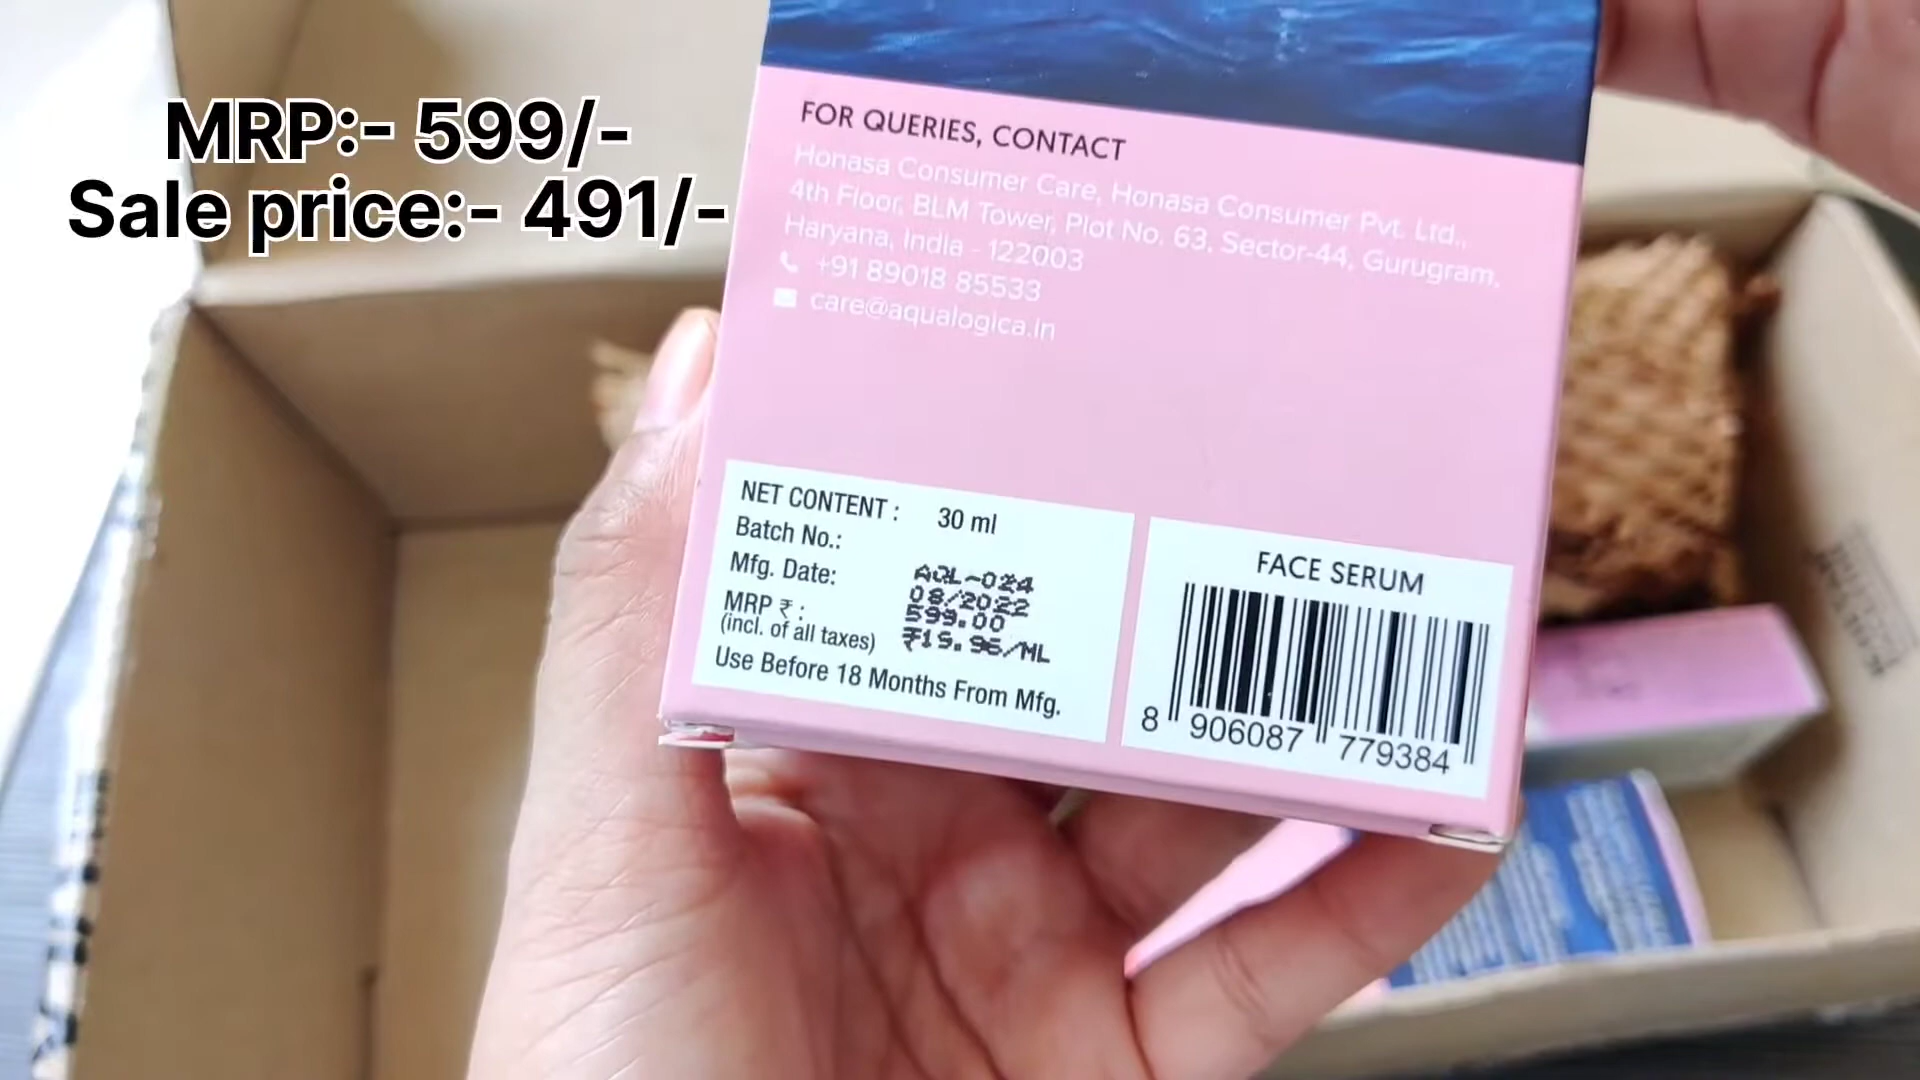 MRP:- 599/-
Sale price:- 491/-
FOR QUERIES, CONTACT
Honasa Consumer Care, Honasa Consumer Pvt. Ltd.,
4th Floor, BLM Tower, Plot No. 63, Sector-44, Gurugram,
Haryana, India - 122003
+91 89018 85533
care@aqualogica.in
NET CONTENT : 30 ml
Batch No.: AQL-024
Mfg. Date: 08/2022
MRP ₹ : 599.00
(incl. of all taxes) ₹19.96/ML
Use Before 18 Months From Mfg.
FACE SERUM
8 906087 779384